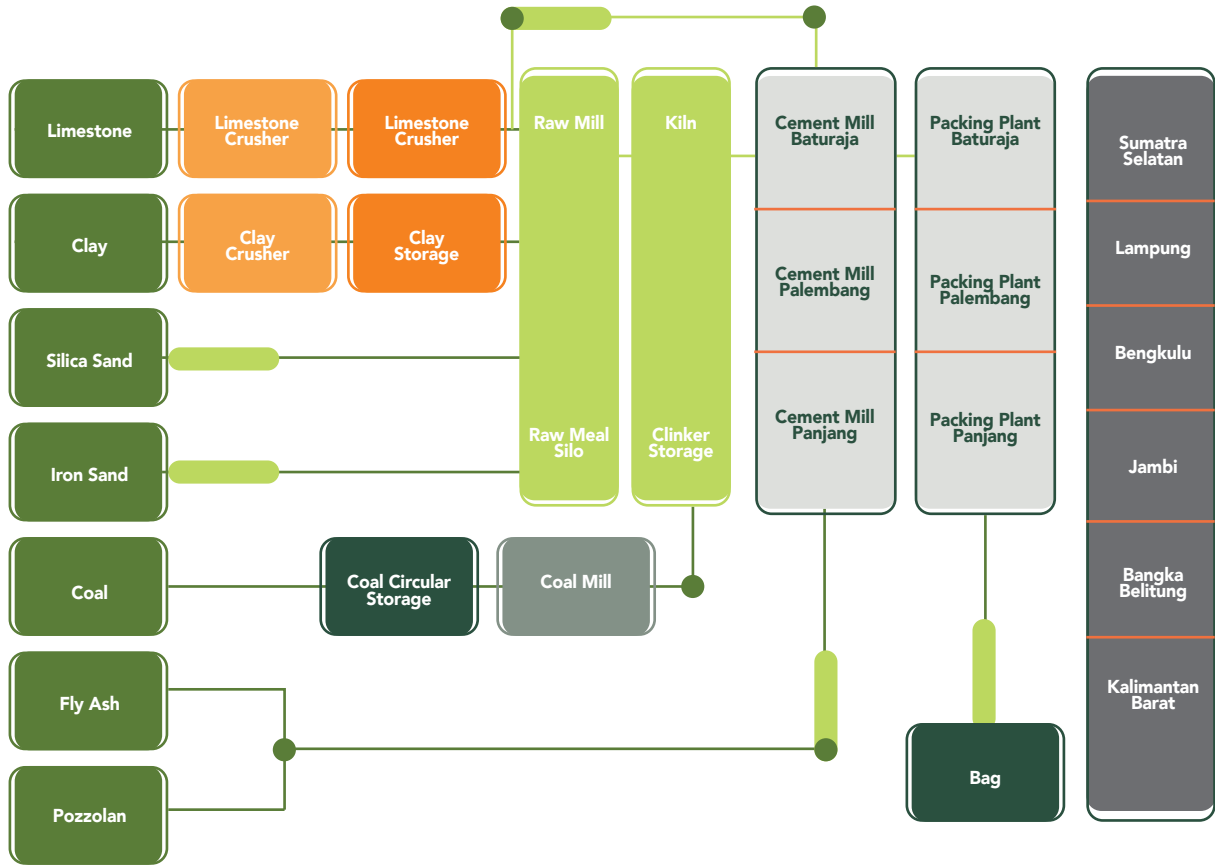 Limestone
Limestone
Crusher
Limestone
Crusher
Raw Mill
Kiln
Cement Mill
Baturaja
Packing Plant
Baturaja
Sumatra
Selatan
Clay
Clay
Crusher
Clay
Storage
Cement Mill
Palembang
Packing Plant
Palembang
Lampung
Silica Sand
Bengkulu
Iron Sand
Raw Meal
Silo
Clinker
Storage
Cement Mill
Panjang
Packing Plant
Panjang
Jambi
Coal
Coal Circular
Storage
Coal Mill
Bangka
Belitung
Fly Ash
Kalimantan
Barat
Pozzolan
Bag